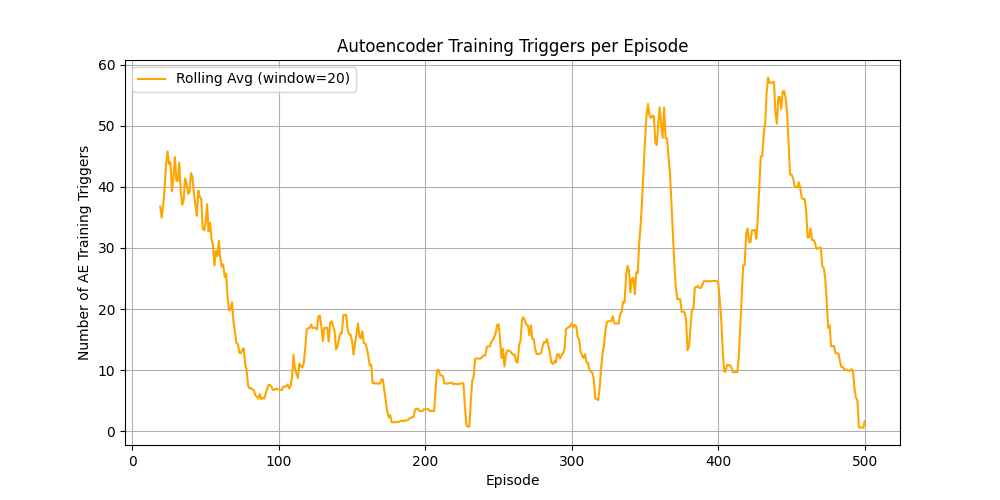 Autoencoder Training Triggers per Episode
Rolling Avg (window=20)
Number of AE Training Triggers
60
50
40
30
20
10
0
0 100 200 300 400 500
Episode